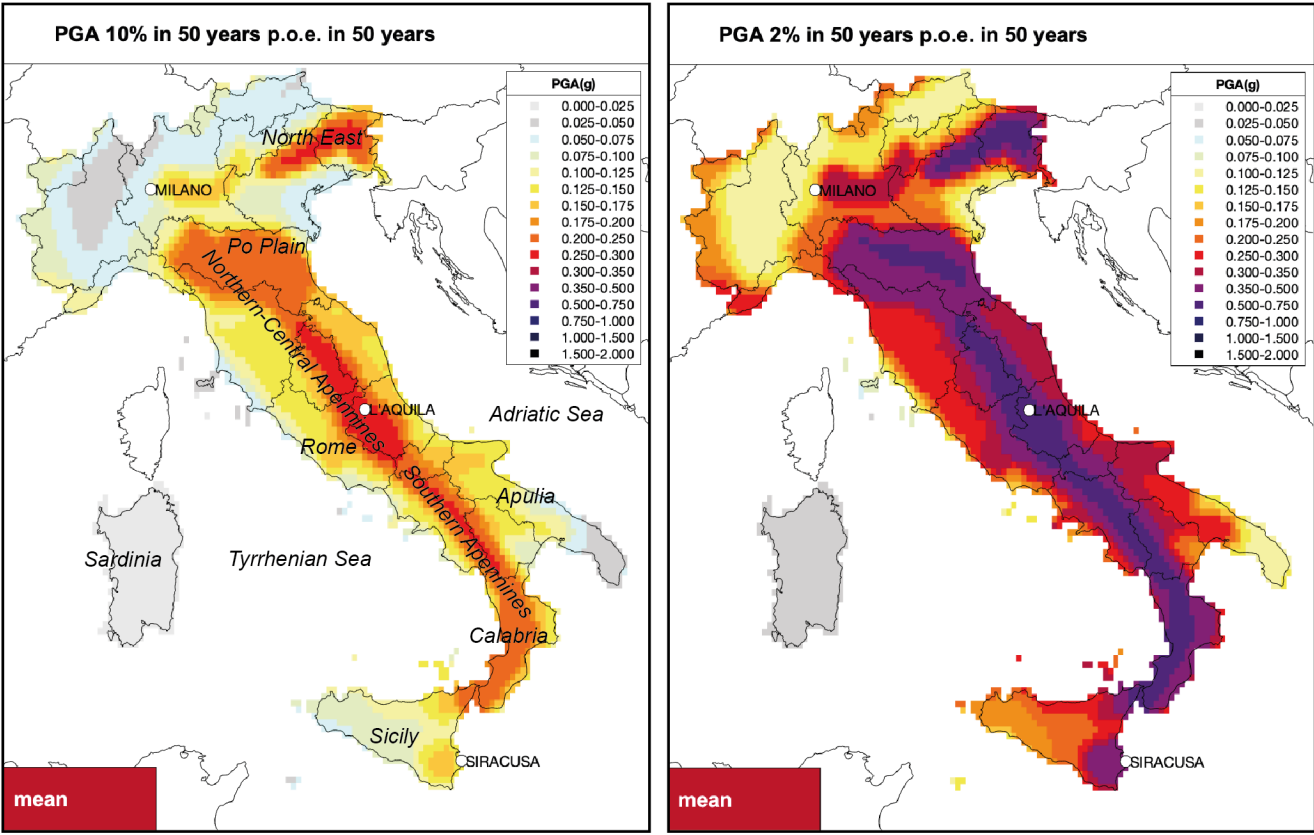 PGA 10% in 50 years p.o.e. in 50 years
PGA(g)
0.000-0.025
0.025-0.050
0.050-0.075
0.075-0.100
0.100-0.125
0.125-0.150
0.150-0.175
0.175-0.200
0.200-0.250
0.250-0.300
0.300-0.350
0.350-0.500
0.500-0.750
0.750-1.000
1.000-1.500
1.500-2.000
North East
MILANO
Po Plain
Northern-Central Apennines
L'AQUILA
Adriatic Sea
Rome
Southern Apennines
Apulia
Sardinia
Tyrrhenian Sea
Calabria
Sicily
SIRACUSA
mean
PGA 2% in 50 years p.o.e. in 50 years
PGA(g)
0.000-0.025
0.025-0.050
0.050-0.075
0.075-0.100
0.100-0.125
0.125-0.150
0.150-0.175
0.175-0.200
0.200-0.250
0.250-0.300
0.300-0.350
0.350-0.500
0.500-0.750
0.750-1.000
1.000-1.500
1.500-2.000
MILANO
L'AQUILA
SIRACUSA
mean